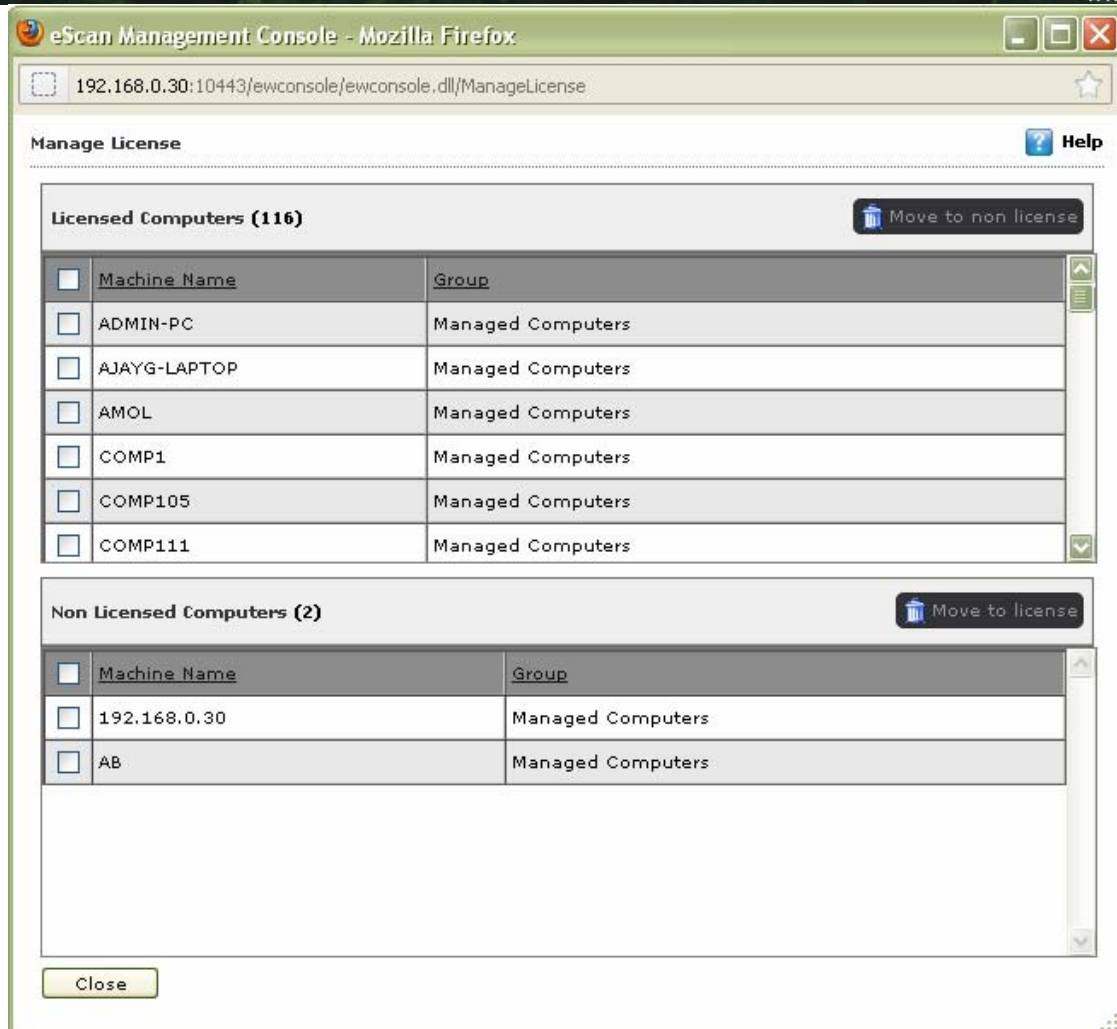 eScan Management Console - Mozilla Firefox
192.168.0.30:10443/ewconsole/ewconsole.dll/ManageLicense
Manage License ? Help
Licensed Computers (116) Move to non license
Machine Name Group
ADMIN-PC Managed Computers
AJAYG-LAPTOP Managed Computers
AMOL Managed Computers
COMP1 Managed Computers
COMP105 Managed Computers
COMP111 Managed Computers
Non Licensed Computers (2) Move to license
Machine Name Group
192.168.0.30 Managed Computers
AB Managed Computers
Close